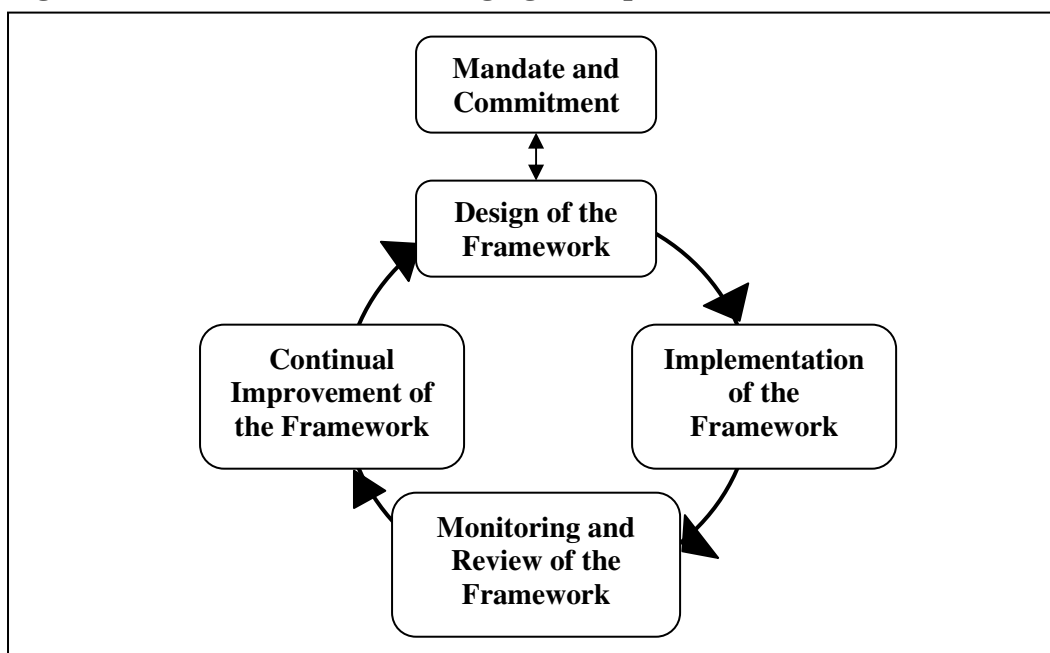 Mandate and
Commitment
Design of the
Framework
Continual
Improvement of
the Framework
Implementation
of the
Framework
Monitoring and
Review of the
Framework